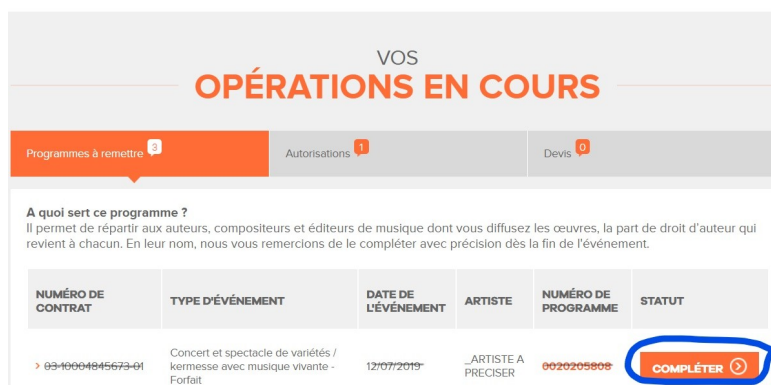 VOS
OPÉRATIONS EN COURS
Programmes à remettre 3
Autorisations 1
Devis 0
A quoi sert ce programme ?
Il permet de répartir aux auteurs, compositeurs et éditeurs de musique dont vous diffusez les œuvres, la part de droit d'auteur qui
revient à chacun. En leur nom, nous vous remercions de le compléter avec précision dès la fin de l'événement.
NUMÉRO DE
CONTRAT
TYPE D'ÉVÉNEMENT
DATE DE
L'ÉVÉNEMENT
ARTISTE
NUMÉRO DE
PROGRAMME
STATUT
> 03-10004845673-01
Concert et spectacle de variétés /
kermesse avec musique vivante -
Forfait
12/07/2019
_ARTISTE A
PRECISER
0020205808
COMPLÉTER